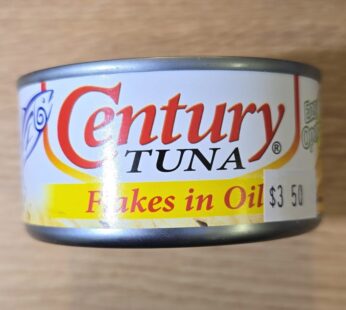 Century
TUNA®
Flakes in Oil
$3 50